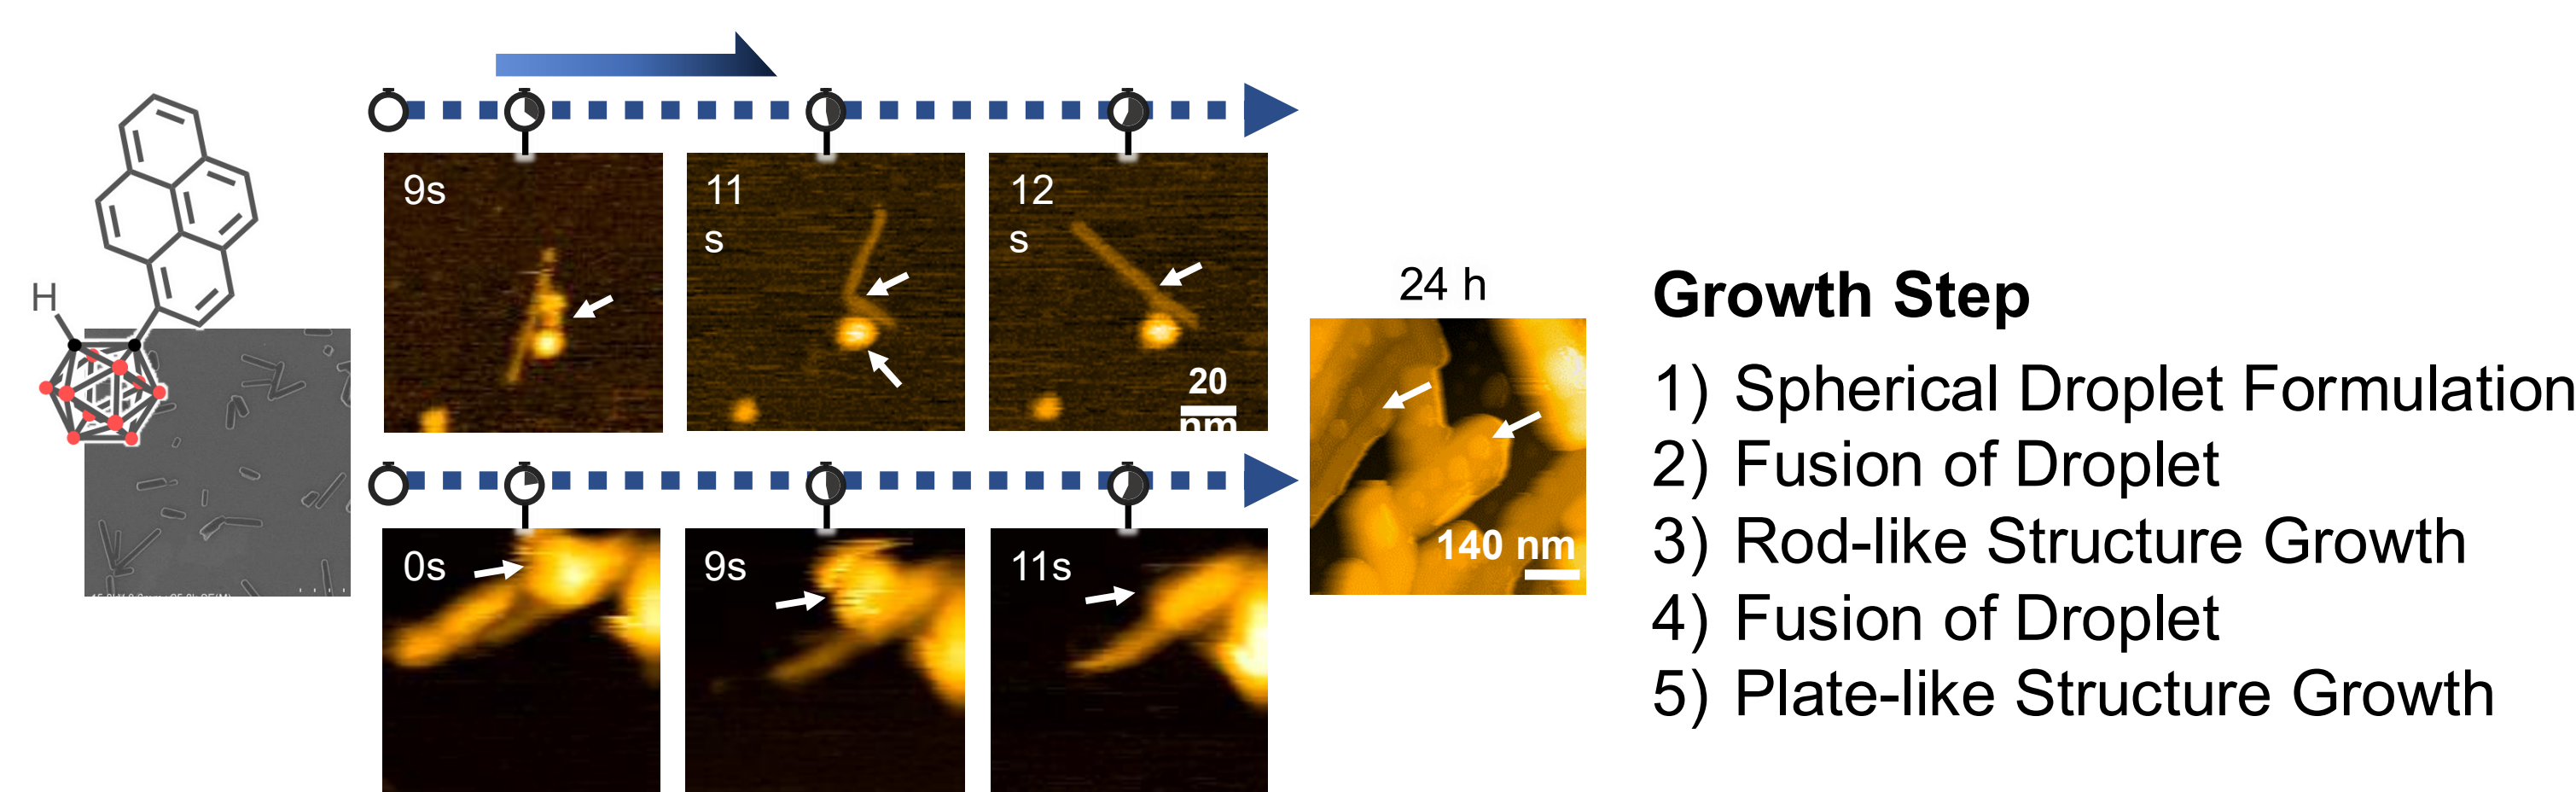 H
9s
11
s
12
s
20
nm
0s
9s
11s
24 h
140 nm
Growth Step
1) Spherical Droplet Formulation
2) Fusion of Droplet
3) Rod-like Structure Growth
4) Fusion of Droplet
5) Plate-like Structure Growth